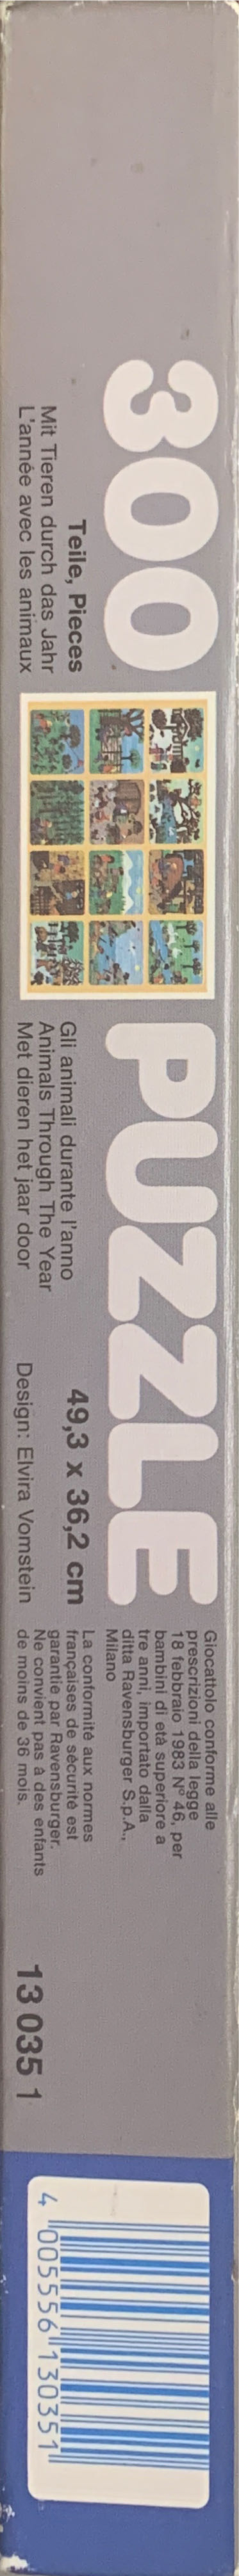 300
Teile, Pieces
Mit Tieren durch das Jahr
L'année avec les animaux
PUZZLE
Gli animali durante l'anno
Animals Through The Year
Met dieren het jaar door
49,3 x 36,2 cm
Design: Elvira Vomstein
Giocattolo conforme alle
prescrizioni della legge
18 febbraio 1983 Nº 46, per
bambini di età superiore a
tre anni, importato dalla
ditta Ravensburger S.p.A.,
Milano
La conformité aux normes
françaises de sécurité est
garantie par Ravensburger.
Ne convient pas à des enfants
de moins de 36 mois.
13 035 1
4 005556 130351